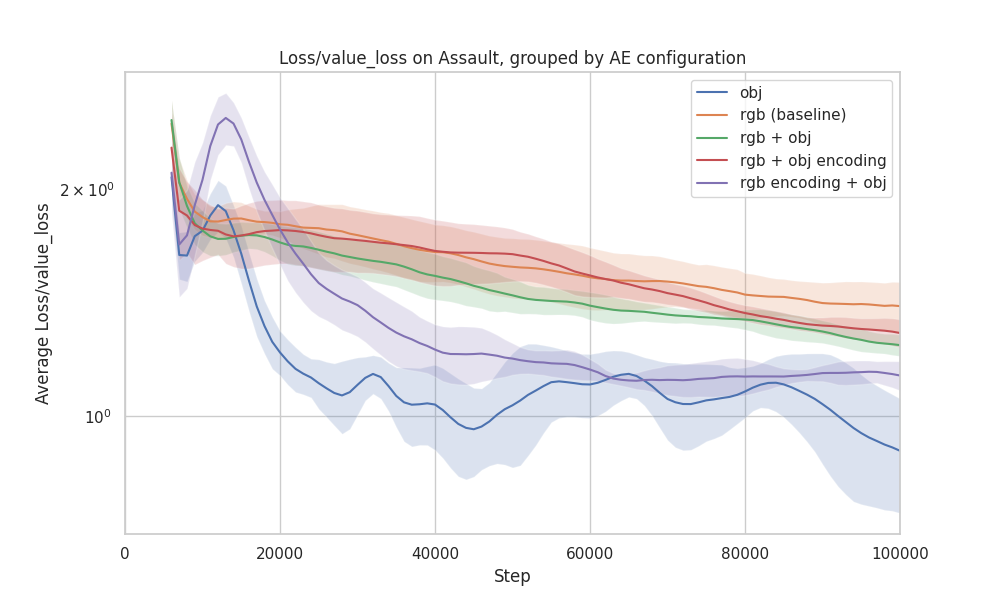 Loss/value_loss on Assault, grouped by AE configuration
obj
rgb (baseline)
rgb + obj
rgb + obj encoding
rgb encoding + obj
Average Loss/value_loss
2 × 10⁰
10⁰
0
20000
40000
60000
80000
100000
Step